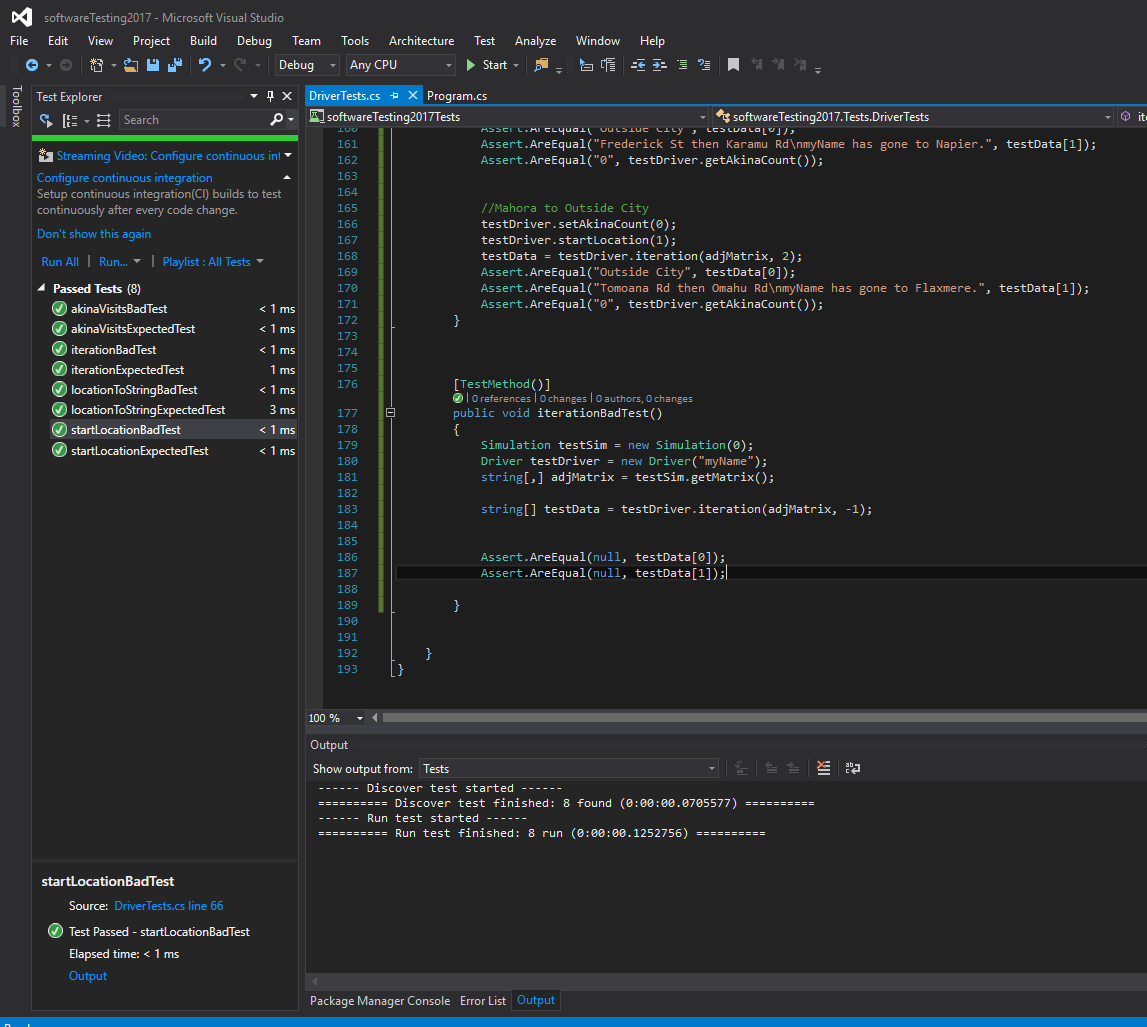 softwareTesting2017 - Microsoft Visual Studio
File Edit View Project Build Debug Team Tools Architecture Test Analyze Window Help
Debug Any CPU Start
Toolbox
Test Explorer
Search
Streaming Video: Configure continuous int
Configure continuous integration
Setup continuous integration(CI) builds to test
continuously after every code change.
Don't show this again
Run All | Run... | Playlist : All Tests
Passed Tests (8)
akinaVisitsBadTest < 1 ms
akinaVisitsExpectedTest < 1 ms
iterationBadTest < 1 ms
iterationExpectedTest 1 ms
locationToStringBadTest < 1 ms
locationToStringExpectedTest 3 ms
startLocationBadTest < 1 ms
startLocationExpectedTest < 1 ms
startLocationBadTest
Source: DriverTests.cs line 66
Test Passed - startLocationBadTest
Elapsed time: < 1 ms
Output
DriverTests.cs Program.cs
softwareTesting2017Tests softwareTesting2017.Tests.DriverTests
160 Assert.AreEqual("Outside City", testData[0]);
161 Assert.AreEqual("Frederick St then Karamu Rd\nmyName has gone to Napier.", testData[1]);
162 Assert.AreEqual("0", testDriver.getAkinaCount());
163
164
165 //Mahora to Outside City
166 testDriver.setAkinaCount(0);
167 testDriver.startLocation(1);
168 testData = testDriver.iteration(adjMatrix, 2);
169 Assert.AreEqual("Outside City", testData[0]);
170 Assert.AreEqual("Tomoana Rd then Omahu Rd\nmyName has gone to Flaxmere.", testData[1]);
171 Assert.AreEqual("0", testDriver.getAkinaCount());
172 }
173
174
175
176 [TestMethod()]
| 0 references | 0 changes | 0 authors, 0 changes
177 public void iterationBadTest()
178 {
179 Simulation testSim = new Simulation(0);
180 Driver testDriver = new Driver("myName");
181 string[,] adjMatrix = testSim.getMatrix();
182
183 string[] testData = testDriver.iteration(adjMatrix, -1);
184
185
186 Assert.AreEqual(null, testData[0]);
187 Assert.AreEqual(null, testData[1]);
188
189 }
190
191
192 }
193 }
100 %
Output
Show output from: Tests
------ Discover test started ------
========== Discover test finished: 8 found (0:00:00.0705577) ==========
------ Run test started ------
========== Run test finished: 8 run (0:00:00.1252756) ==========
Package Manager Console Error List Output